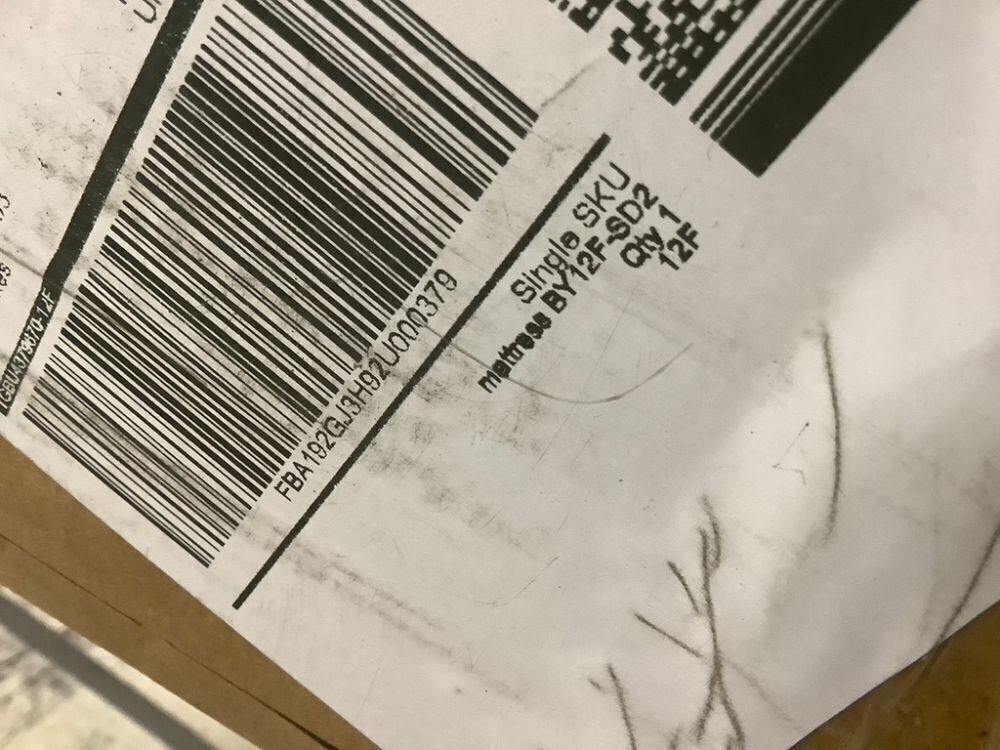 FBA192GJ3H92U000379
Single SKU
mattress BY12F-SD2
Qty 1
12F